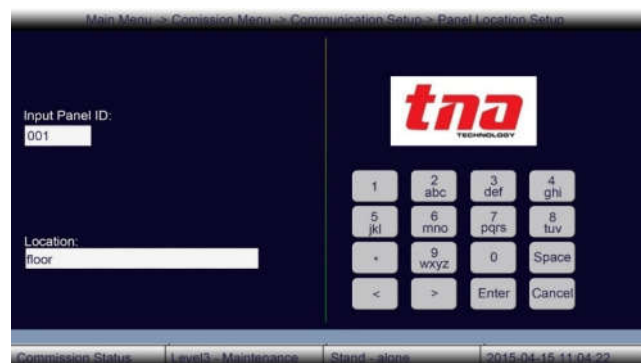 Main Menu -> Comission Menu -> Communication Setup-> Panel Location Setup
Input Panel ID:
001
Location:
floor
tna
TECHNOLOGY
1
2
abc
3
def
4
ghi
5
jkl
6
mno
7
pqrs
8
tuv
*
9
wxyz
0
Space
<
>
Enter
Cancel
Commission Status
Level3 - Maintenance
Stand - alone
2015-04-15 11:04:22